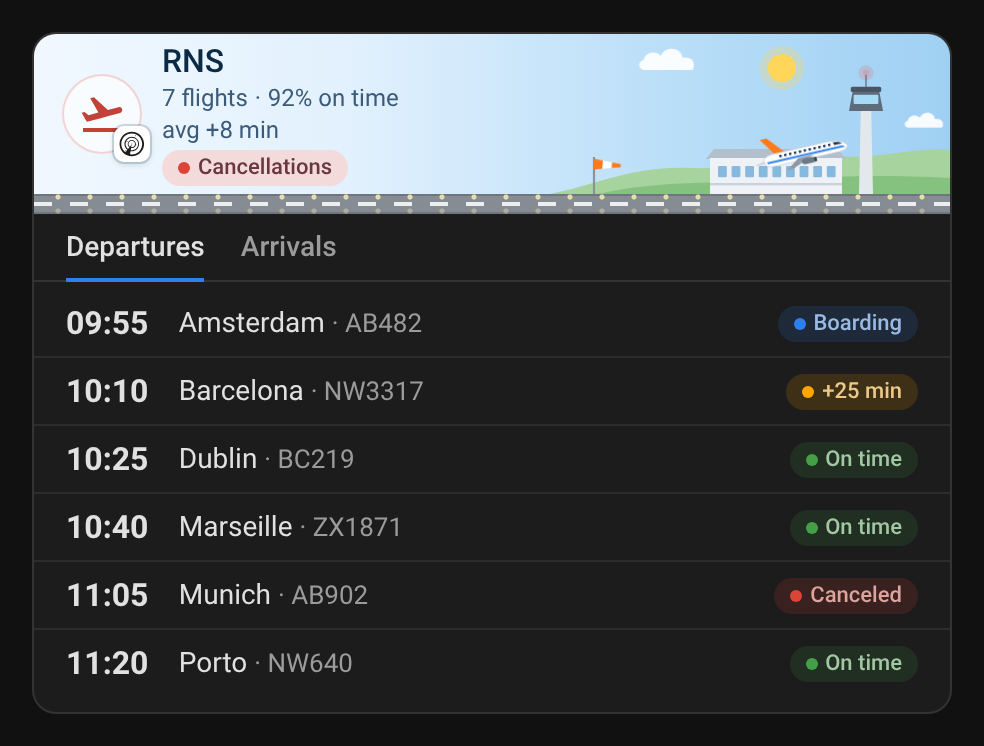 RNS
7 flights · 92% on time
avg +8 min
Cancellations
Departures Arrivals
09:55 Amsterdam · AB482 Boarding
10:10 Barcelona · NW3317 +25 min
10:25 Dublin · BC219 On time
10:40 Marseille · ZX1871 On time
11:05 Munich · AB902 Canceled
11:20 Porto · NW640 On time